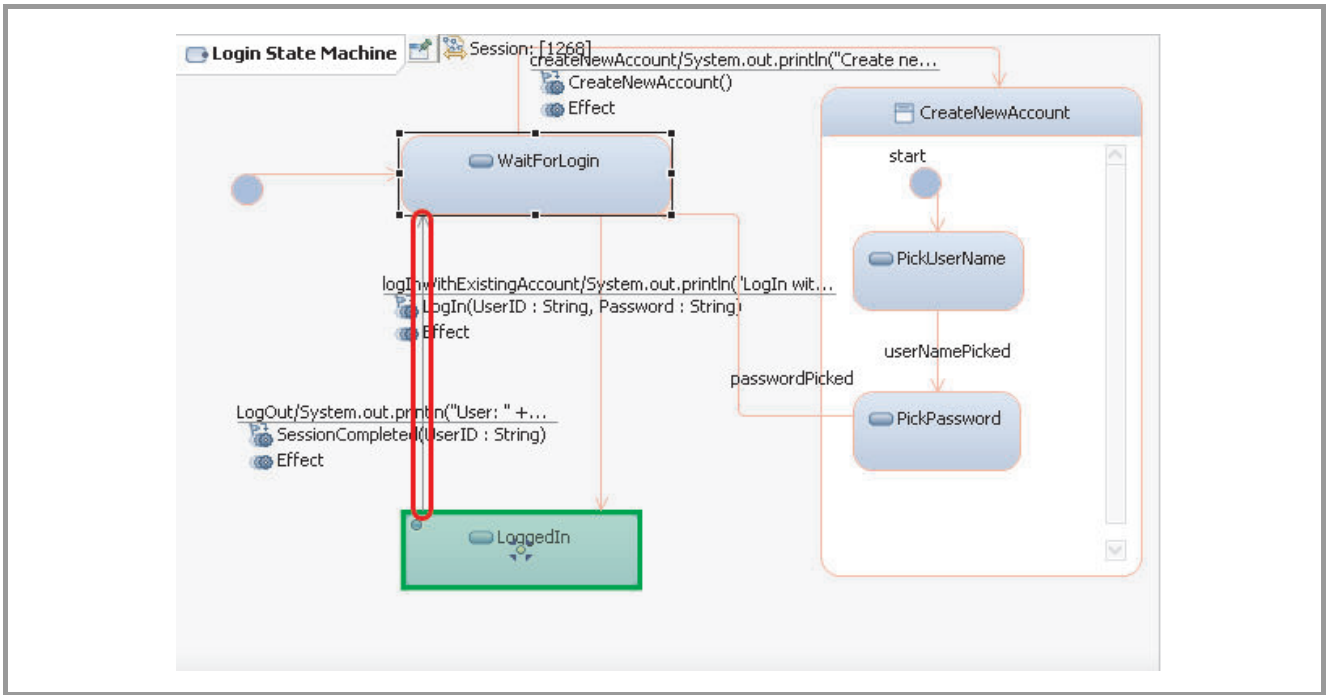 Login State Machine
Session: [1268]
createNewAccount/System.out.println("Create ne...
CreateNewAccount()
Effect
CreateNewAccount
WaitForLogin
start
PickUserName
logInWithExistingAccount/System.out.println("LogIn wit...
LogIn(UserID : String, Password : String)
Effect
userNamePicked
passwordPicked
LogOut/System.out.println("User: " +...
SessionCompleted(UserID : String)
Effect
PickPassword
LoggedIn